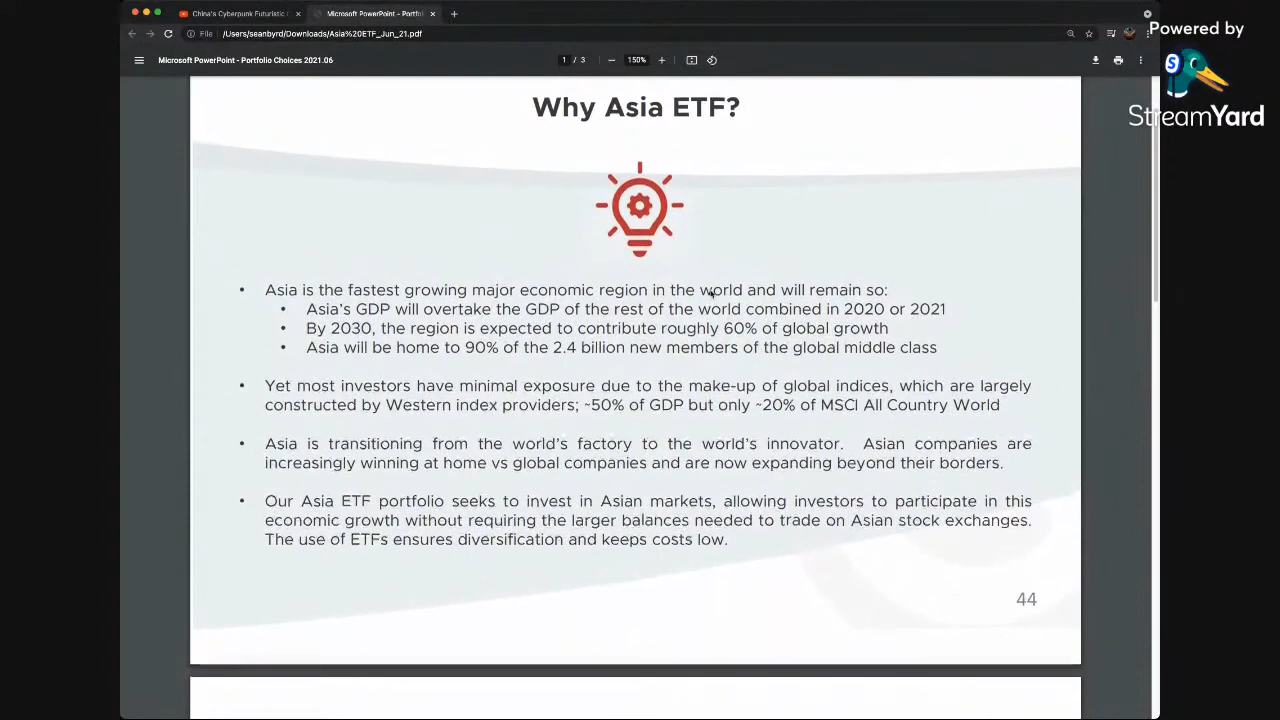 China's Cyberpunk Futuristic
Microsoft PowerPoint - Portfol
File
/Users/seanbyrd/Downloads/Asia%20ETF_Jun_21.pdf
Microsoft PowerPoint - Portfolio Choices 2021.06
1 / 3
150%
Powered by
S
StreamYard
Why Asia ETF?
• Asia is the fastest growing major economic region in the world and will remain so:
• Asia's GDP will overtake the GDP of the rest of the world combined in 2020 or 2021
• By 2030, the region is expected to contribute roughly 60% of global growth
• Asia will be home to 90% of the 2.4 billion new members of the global middle class
• Yet most investors have minimal exposure due to the make-up of global indices, which are largely
constructed by Western index providers; ~50% of GDP but only ~20% of MSCI All Country World
• Asia is transitioning from the world's factory to the world's innovator. Asian companies are
increasingly winning at home vs global companies and are now expanding beyond their borders.
• Our Asia ETF portfolio seeks to invest in Asian markets, allowing investors to participate in this
economic growth without requiring the larger balances needed to trade on Asian stock exchanges.
The use of ETFs ensures diversification and keeps costs low.
44